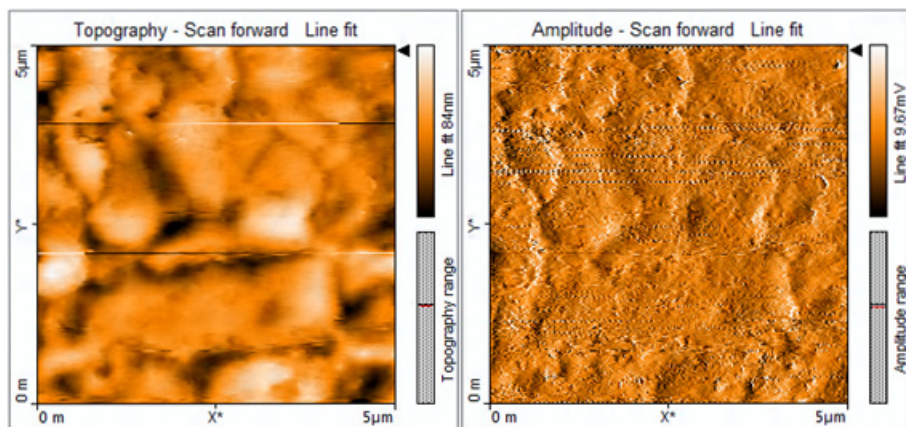 Topography - Scan forward Line fit
5µm
Y*
0 m
0 m
X*
5µm
Line fit 84nm
Topography range
Amplitude - Scan forward Line fit
5µm
Y*
0 m
0 m
X*
5µm
Line fit 9.67mV
Amplitude range